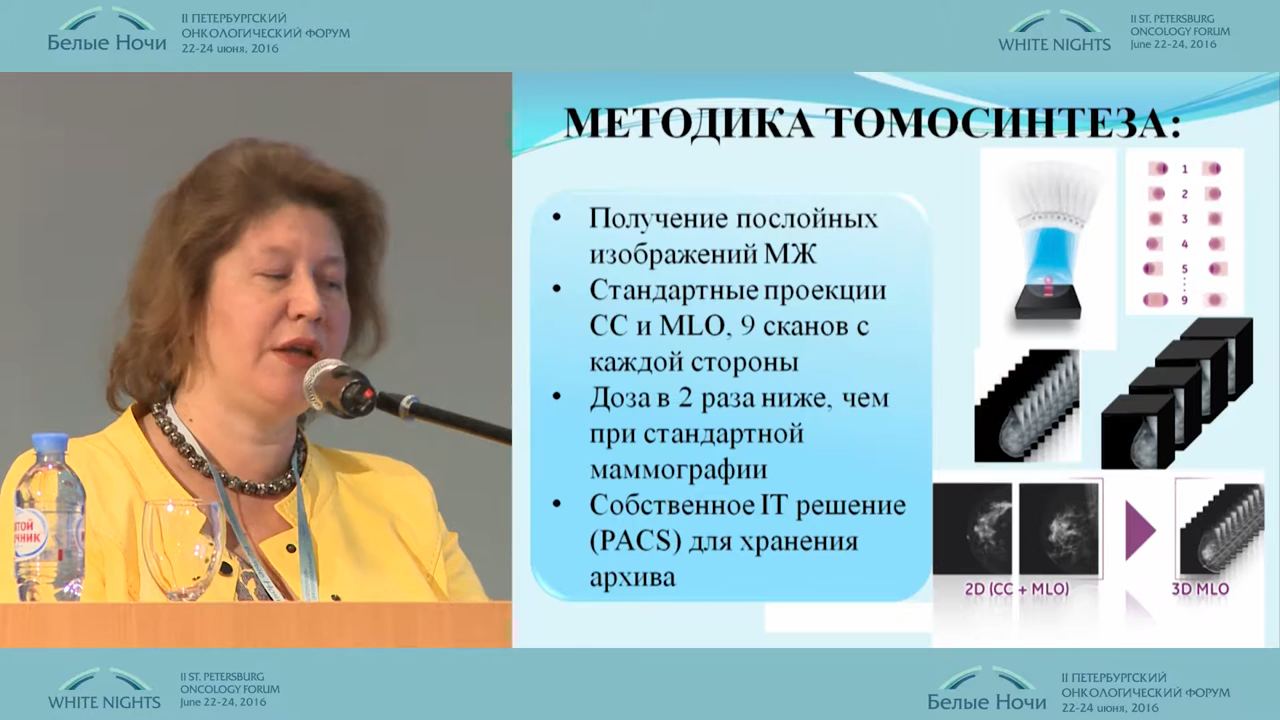 II ПЕТЕРБУРГСКИЙ
ОНКОЛОГИЧЕСКИЙ ФОРУМ
Белые Ночи
22-24 июня, 2016
II ST. PETERSBURG
ONCOLOGY FORUM
WHITE NIGHTS
June 22-24, 2016
МЕТОДИКА ТОМОСИНТЕЗА:
• Получение послойных
изображений МЖ
• Стандартные проекции
СС и MLO, 9 сканов с
каждой стороны
• Доза в 2 раза ниже, чем
при стандартной
маммографии
• Собственное IT решение
(PACS) для хранения
архива
1
2
3
4
5
9
2D (CC + MLO)
3D MLO
II ST. PETERSBURG
ONCOLOGY FORUM
WHITE NIGHTS
June 22-24, 2016
II ПЕТЕРБУРГСКИЙ
ОНКОЛОГИЧЕСКИЙ ФОРУМ
Белые Ночи
22-24 июня, 2016